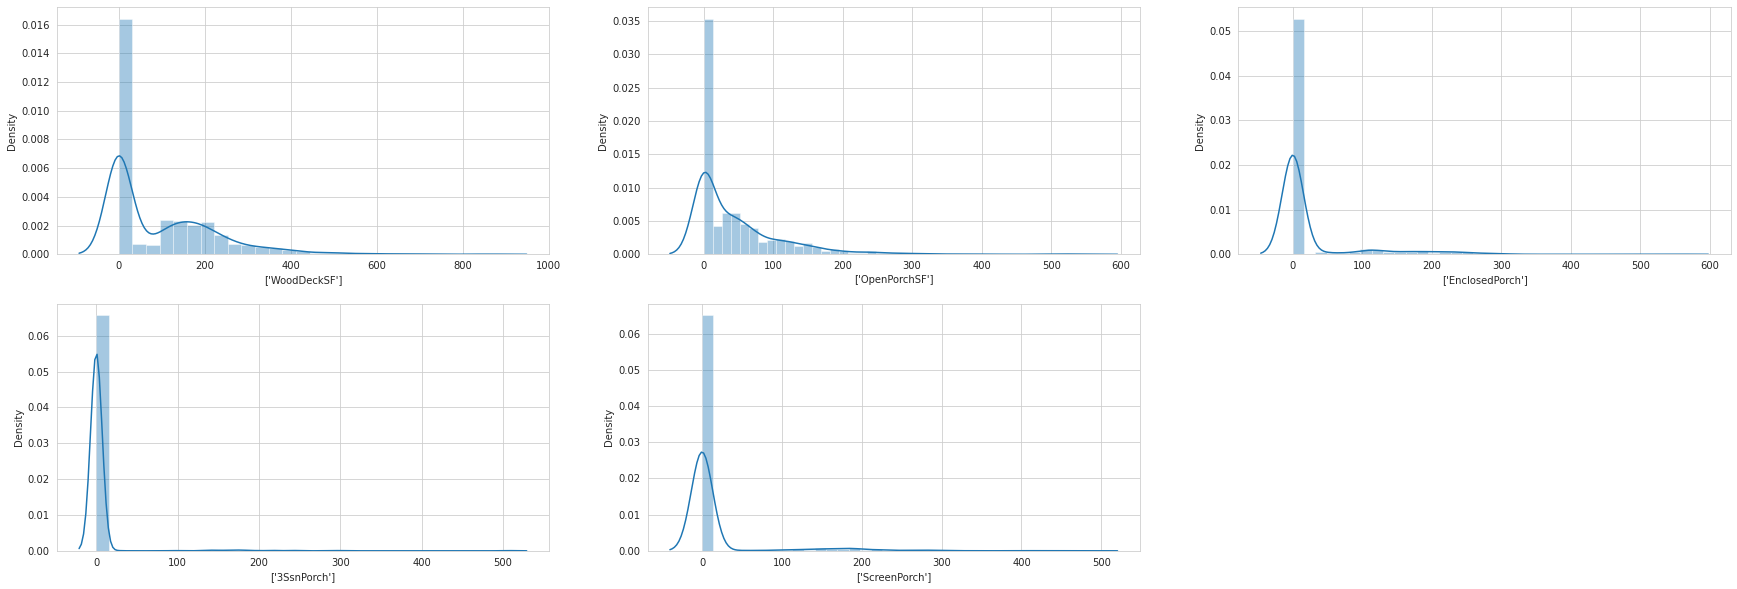 0.016
0.014
0.012
0.010
0.008
0.006
0.004
0.002
0.000
Density
0 200 400 600 800 1000
['WoodDeckSF']
0.035
0.030
0.025
0.020
0.015
0.010
0.005
0.000
Density
0 100 200 300 400 500 600
['OpenPorchSF']
0.05
0.04
0.03
0.02
0.01
0.00
Density
0 100 200 300 400 500 600
['EnclosedPorch']
0.06
0.05
0.04
0.03
0.02
0.01
0.00
Density
0 100 200 300 400 500
['3SsnPorch']
0.06
0.05
0.04
0.03
0.02
0.01
0.00
Density
0 100 200 300 400 500
['ScreenPorch']